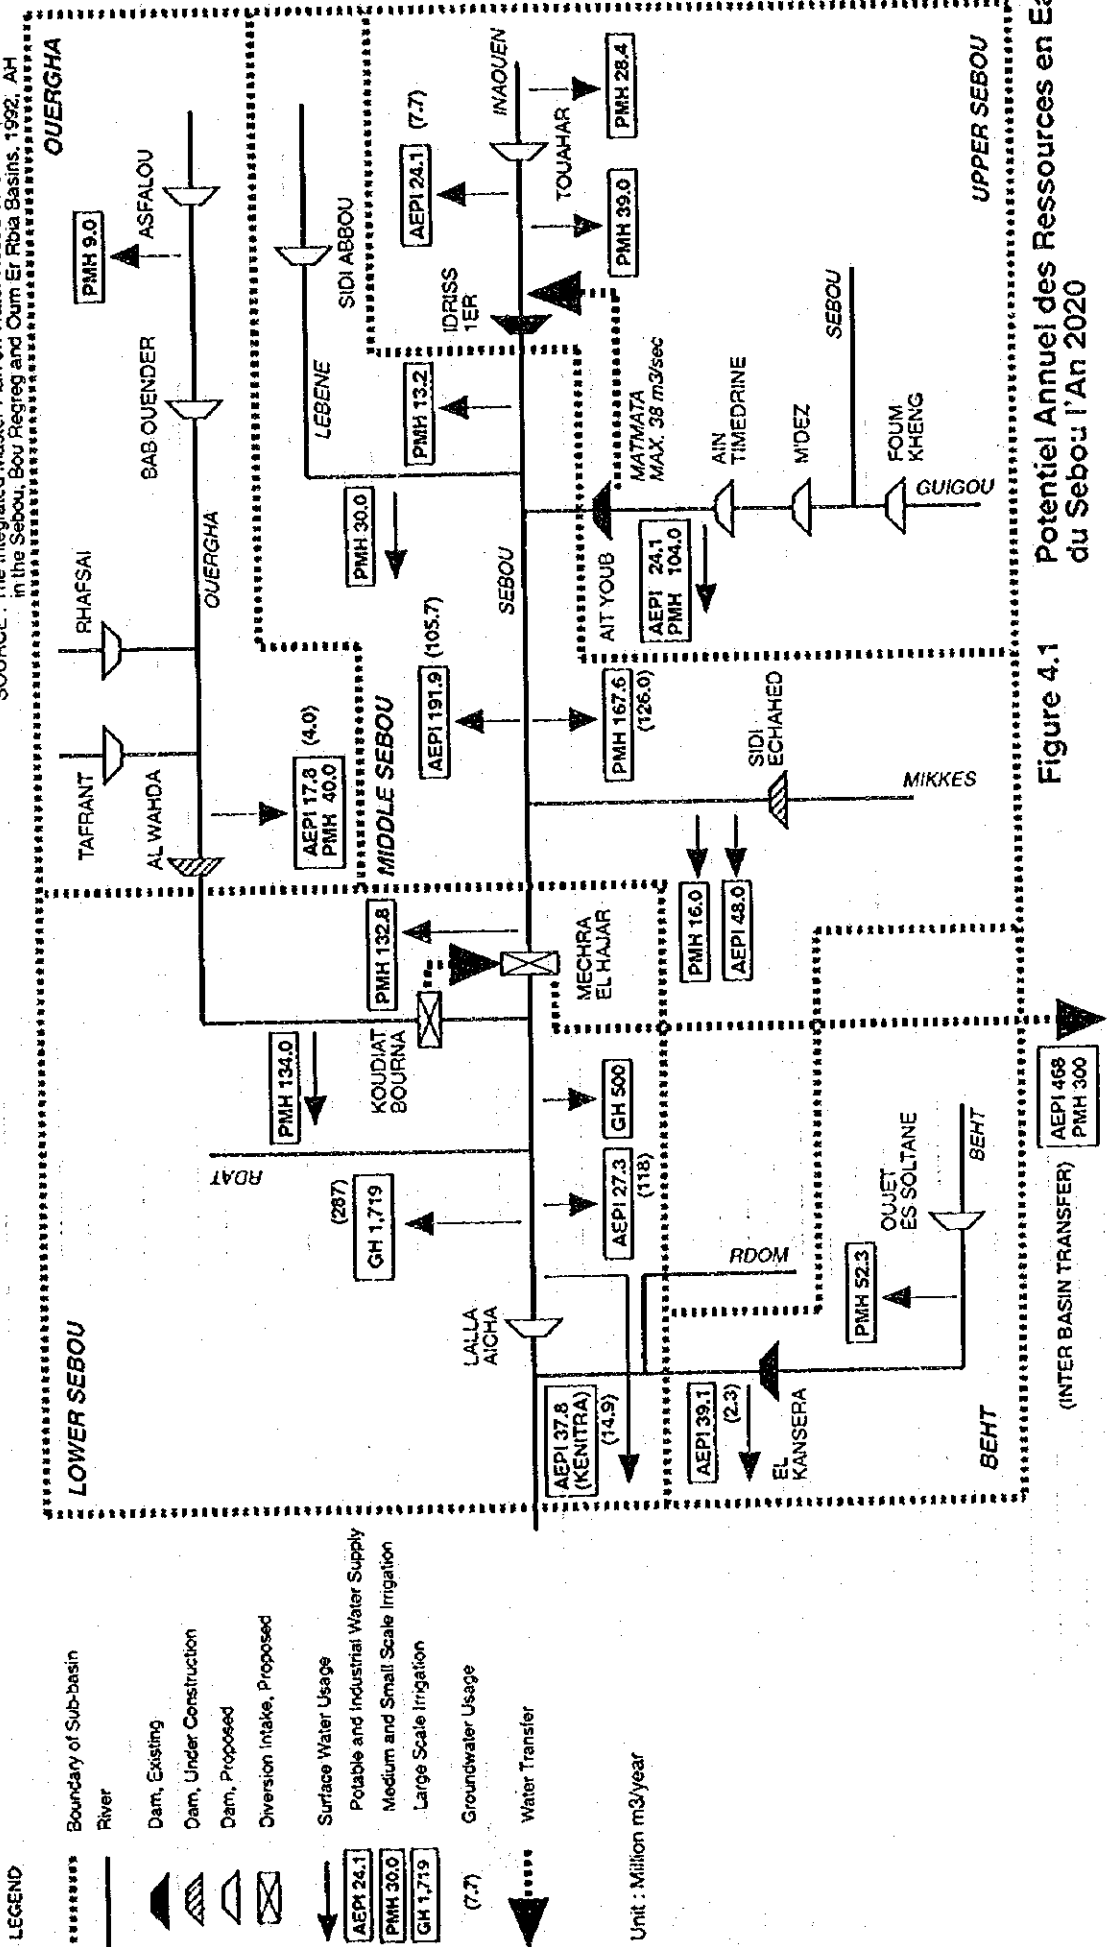 SOURCE : The Integrated Master Plan
in the Sebou, Bou Regreg and Oum Er Rbia Basins, 1992, AH
OUERGHA
TAFRANT
RHAFSAI
AL WAHDA
BAB OUENDER
ASFALOU
PMH 9.0
OUERGHA
AEPI 17.8 (4.0)
PMH 40.0
LEBENE
SIDI ABBOU
PMH 30.0
MIDDLE SEBOU
AEPI 191.9 (105.7)
PMH 167.6
(126.0)
SEBOU
PMH 13.2
IDRISS
1ER
AEPI 24.1 (7.7)
INAOUEN
TOUAHAR
PMH 39.0
PMH 28.4
MATMATA
MAX. 38 m3/sec
AIT YOUB
AEPI 24.1
PMH 104.0
AIN
TIMEDRINE
M'DEZ
SEBOU
FOUM
KHENG
GUIGOU
UPPER SEBOU
SIDI
ECHAHED
MIKKES
PMH 16.0
AEPI 48.0
LOWER SEBOU
PMH 132.8
MECHRA
EL HAJAR
KOUDIAT
BOURNA
PMH 134.0
RDAT
(287)
GH 1,719
GH 500
AEPI 27.3
(118)
LALLA
AICHA
RDOM
AEPI 37.8
(KENITRA)
(14.9)
AEPI 39.1
(2.3)
EL
KANSERA
PMH 52.3
OUJET
ES SOLTANE
BEHT
BEHT
(INTER BASIN TRANSFER)
AEPI 468
PMH 300
LEGEND
Boundary of Sub-basin
River
Dam, Existing
Dam, Under Construction
Dam, Proposed
Diversion Intake, Proposed
Surface Water Usage
AEPI 24.1 Potable and Industrial Water Supply
PMH 30.0 Medium and Small Scale Irrigation
GH 1,719 Large Scale Irrigation
(7.7) Groundwater Usage
Water Transfer
Unit : Million m3/year
Figure 4.1 Potentiel Annuel des Ressources en Ea
du Sebou l'An 2020